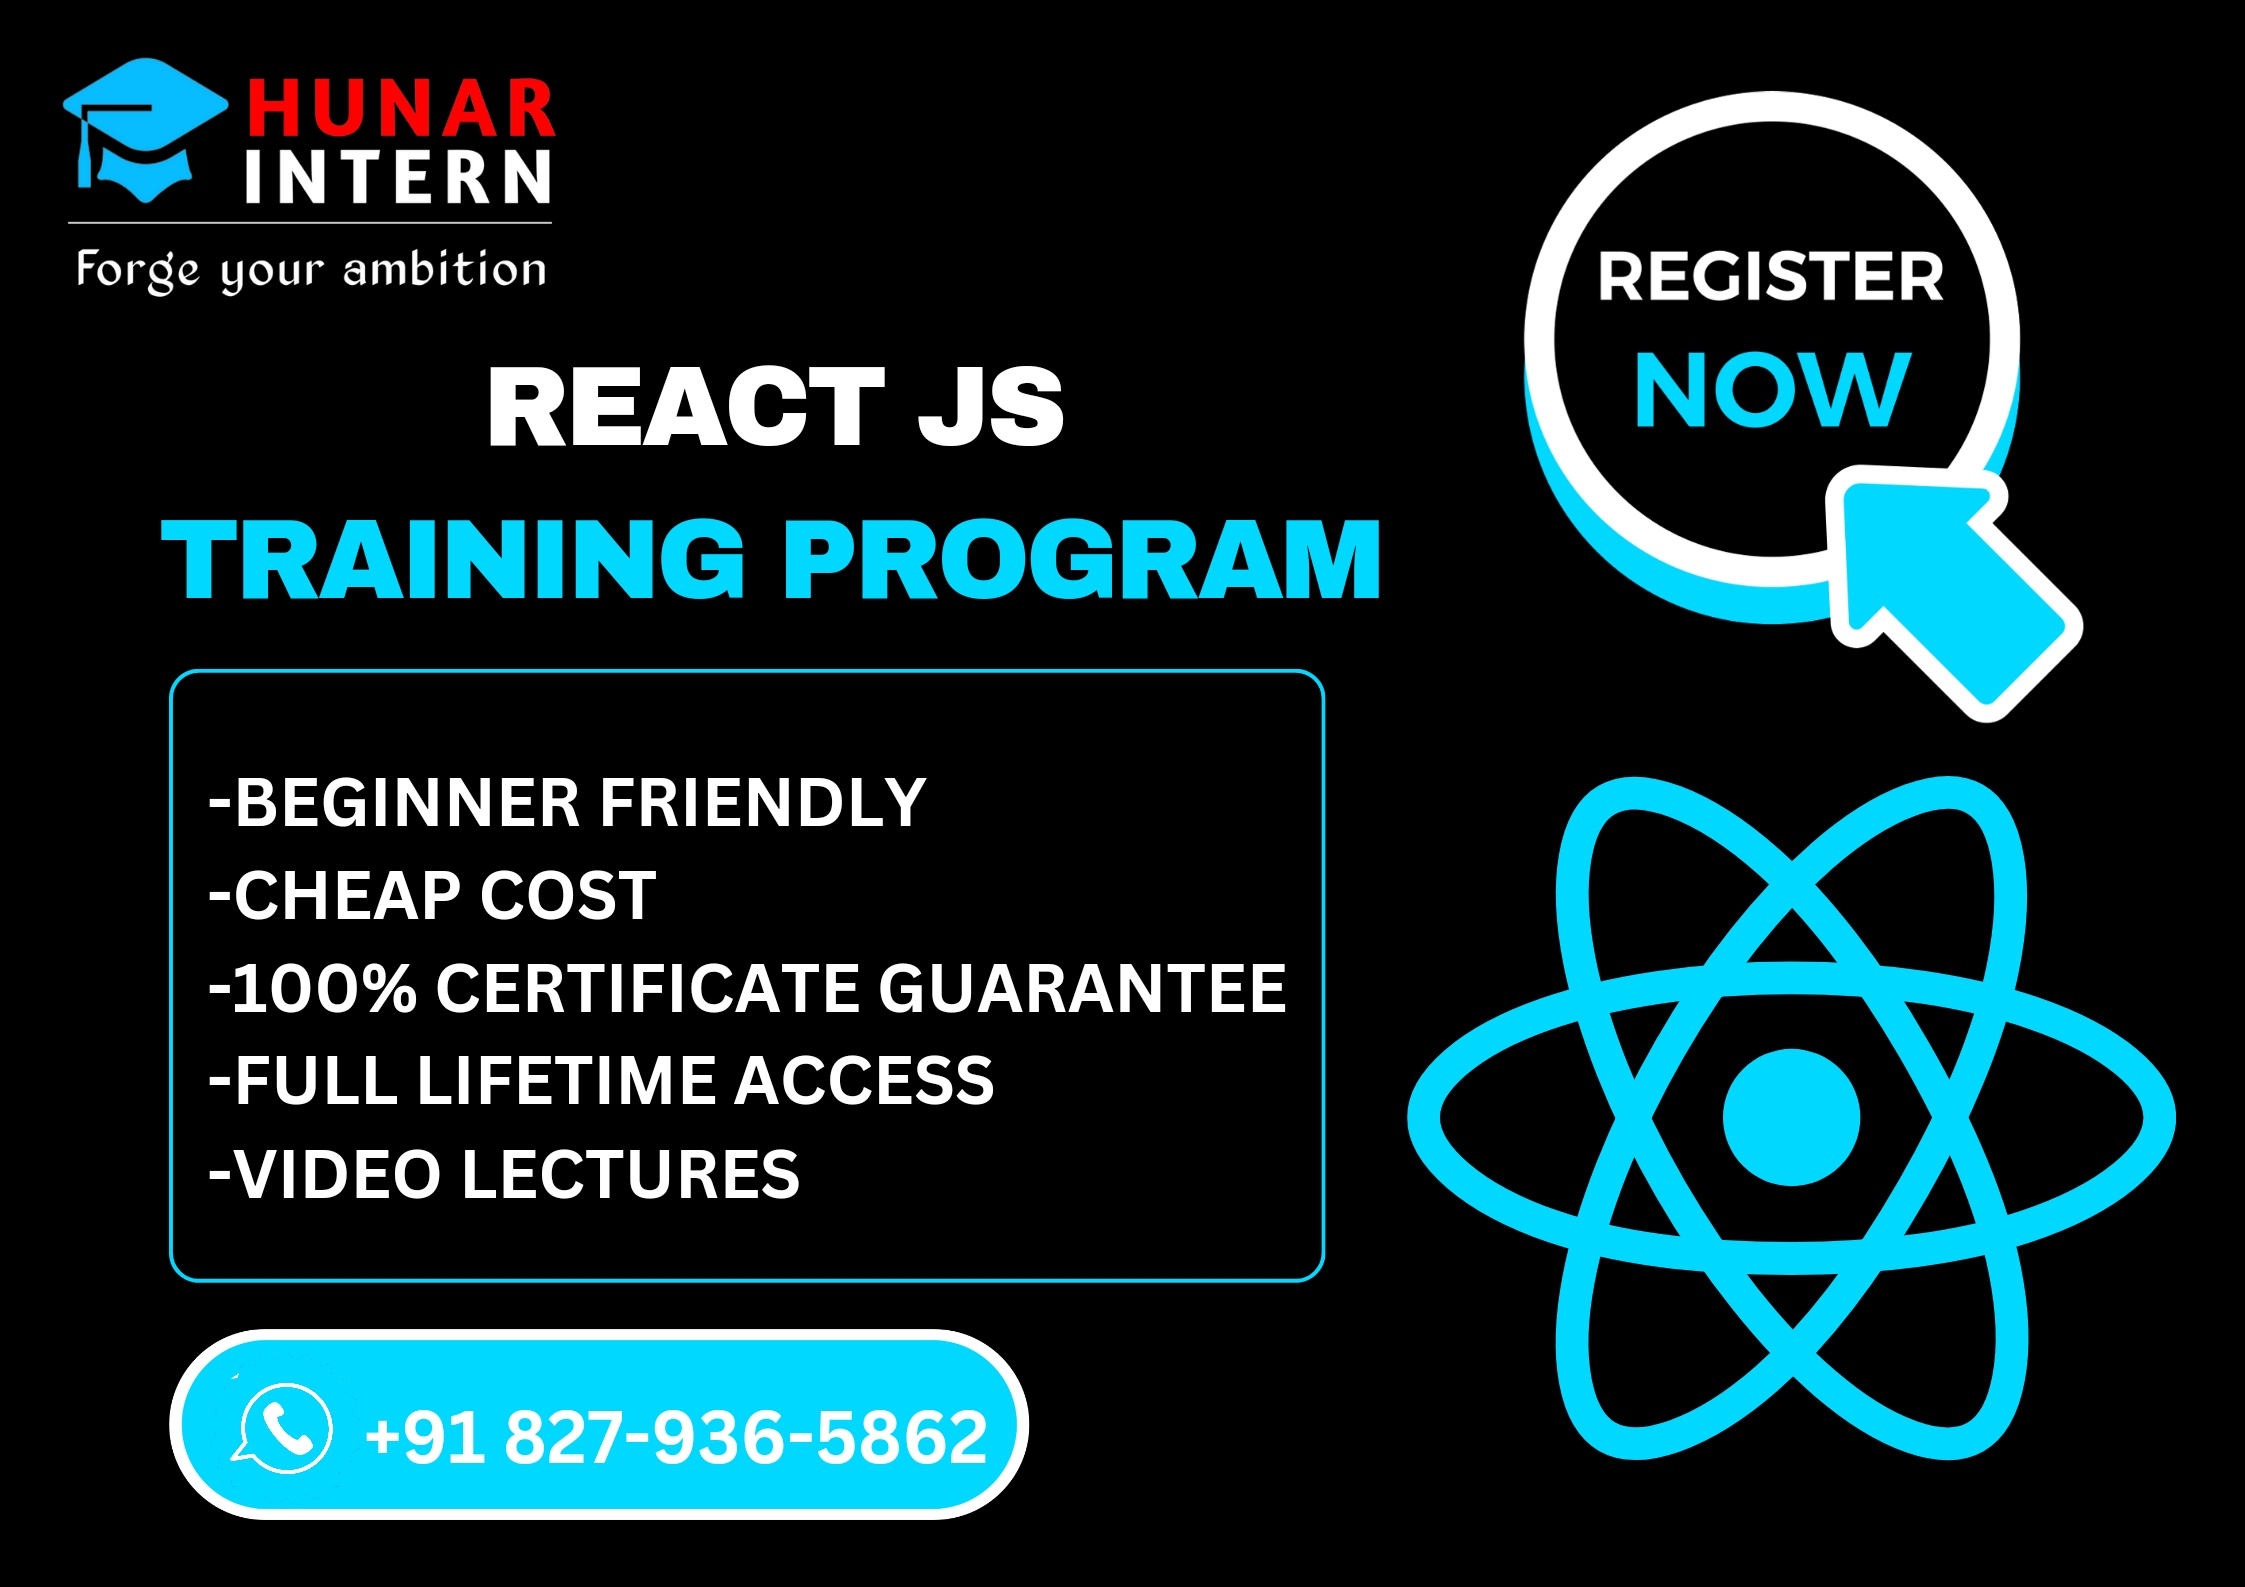 HUNAR
INTERN
Forge your ambition
REGISTER
NOW
REACT JS
TRAINING PROGRAM
-BEGINNER FRIENDLY
-CHEAP COST
-100% CERTIFICATE GUARANTEE
-FULL LIFETIME ACCESS
-VIDEO LECTURES
+91 827-936-5862